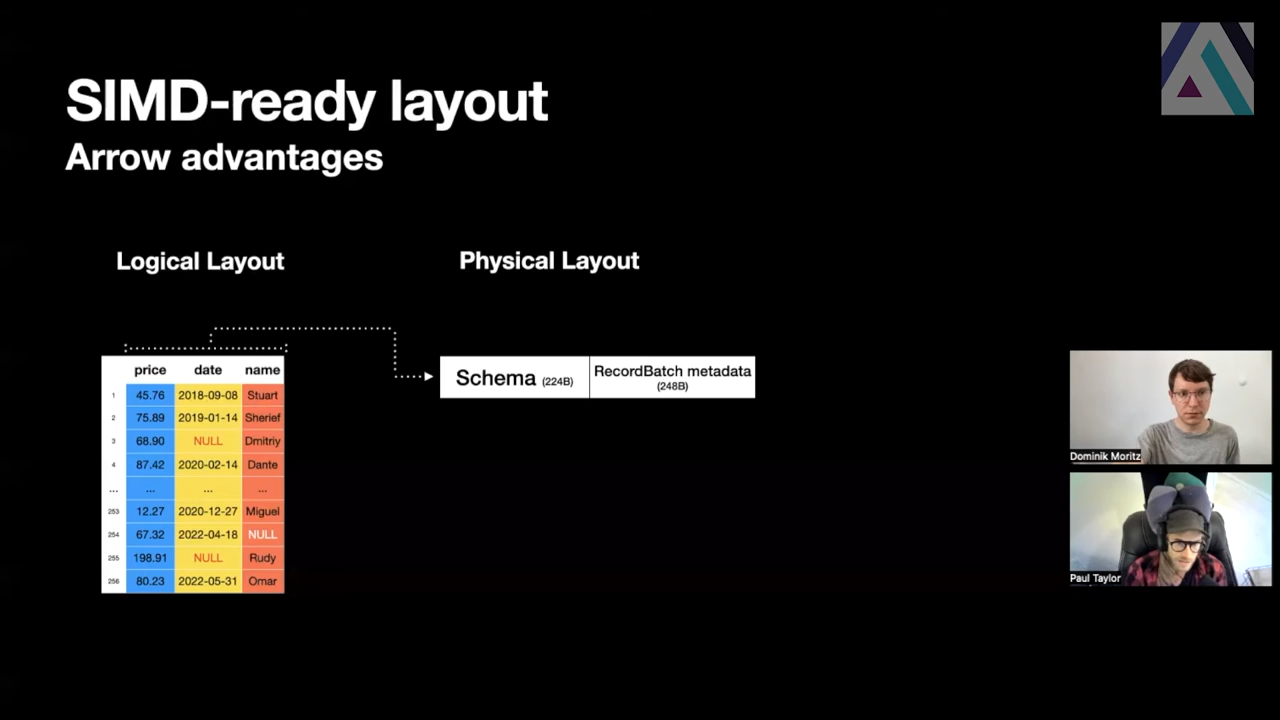 SIMD-ready layout
Arrow advantages
Logical Layout
Physical Layout
price date name
1 45.76 2018-09-08 Stuart
2 75.89 2019-01-14 Sherief
3 68.90 NULL Dmitriy
4 87.42 2020-02-14 Dante
... ... ... ...
253 12.27 2020-12-27 Miguel
254 67.32 2022-04-18 NULL
255 198.91 NULL Rudy
256 80.23 2022-05-31 Omar
Schema (224B)
RecordBatch metadata
(248B)
Dominik Moritz
Paul Taylor